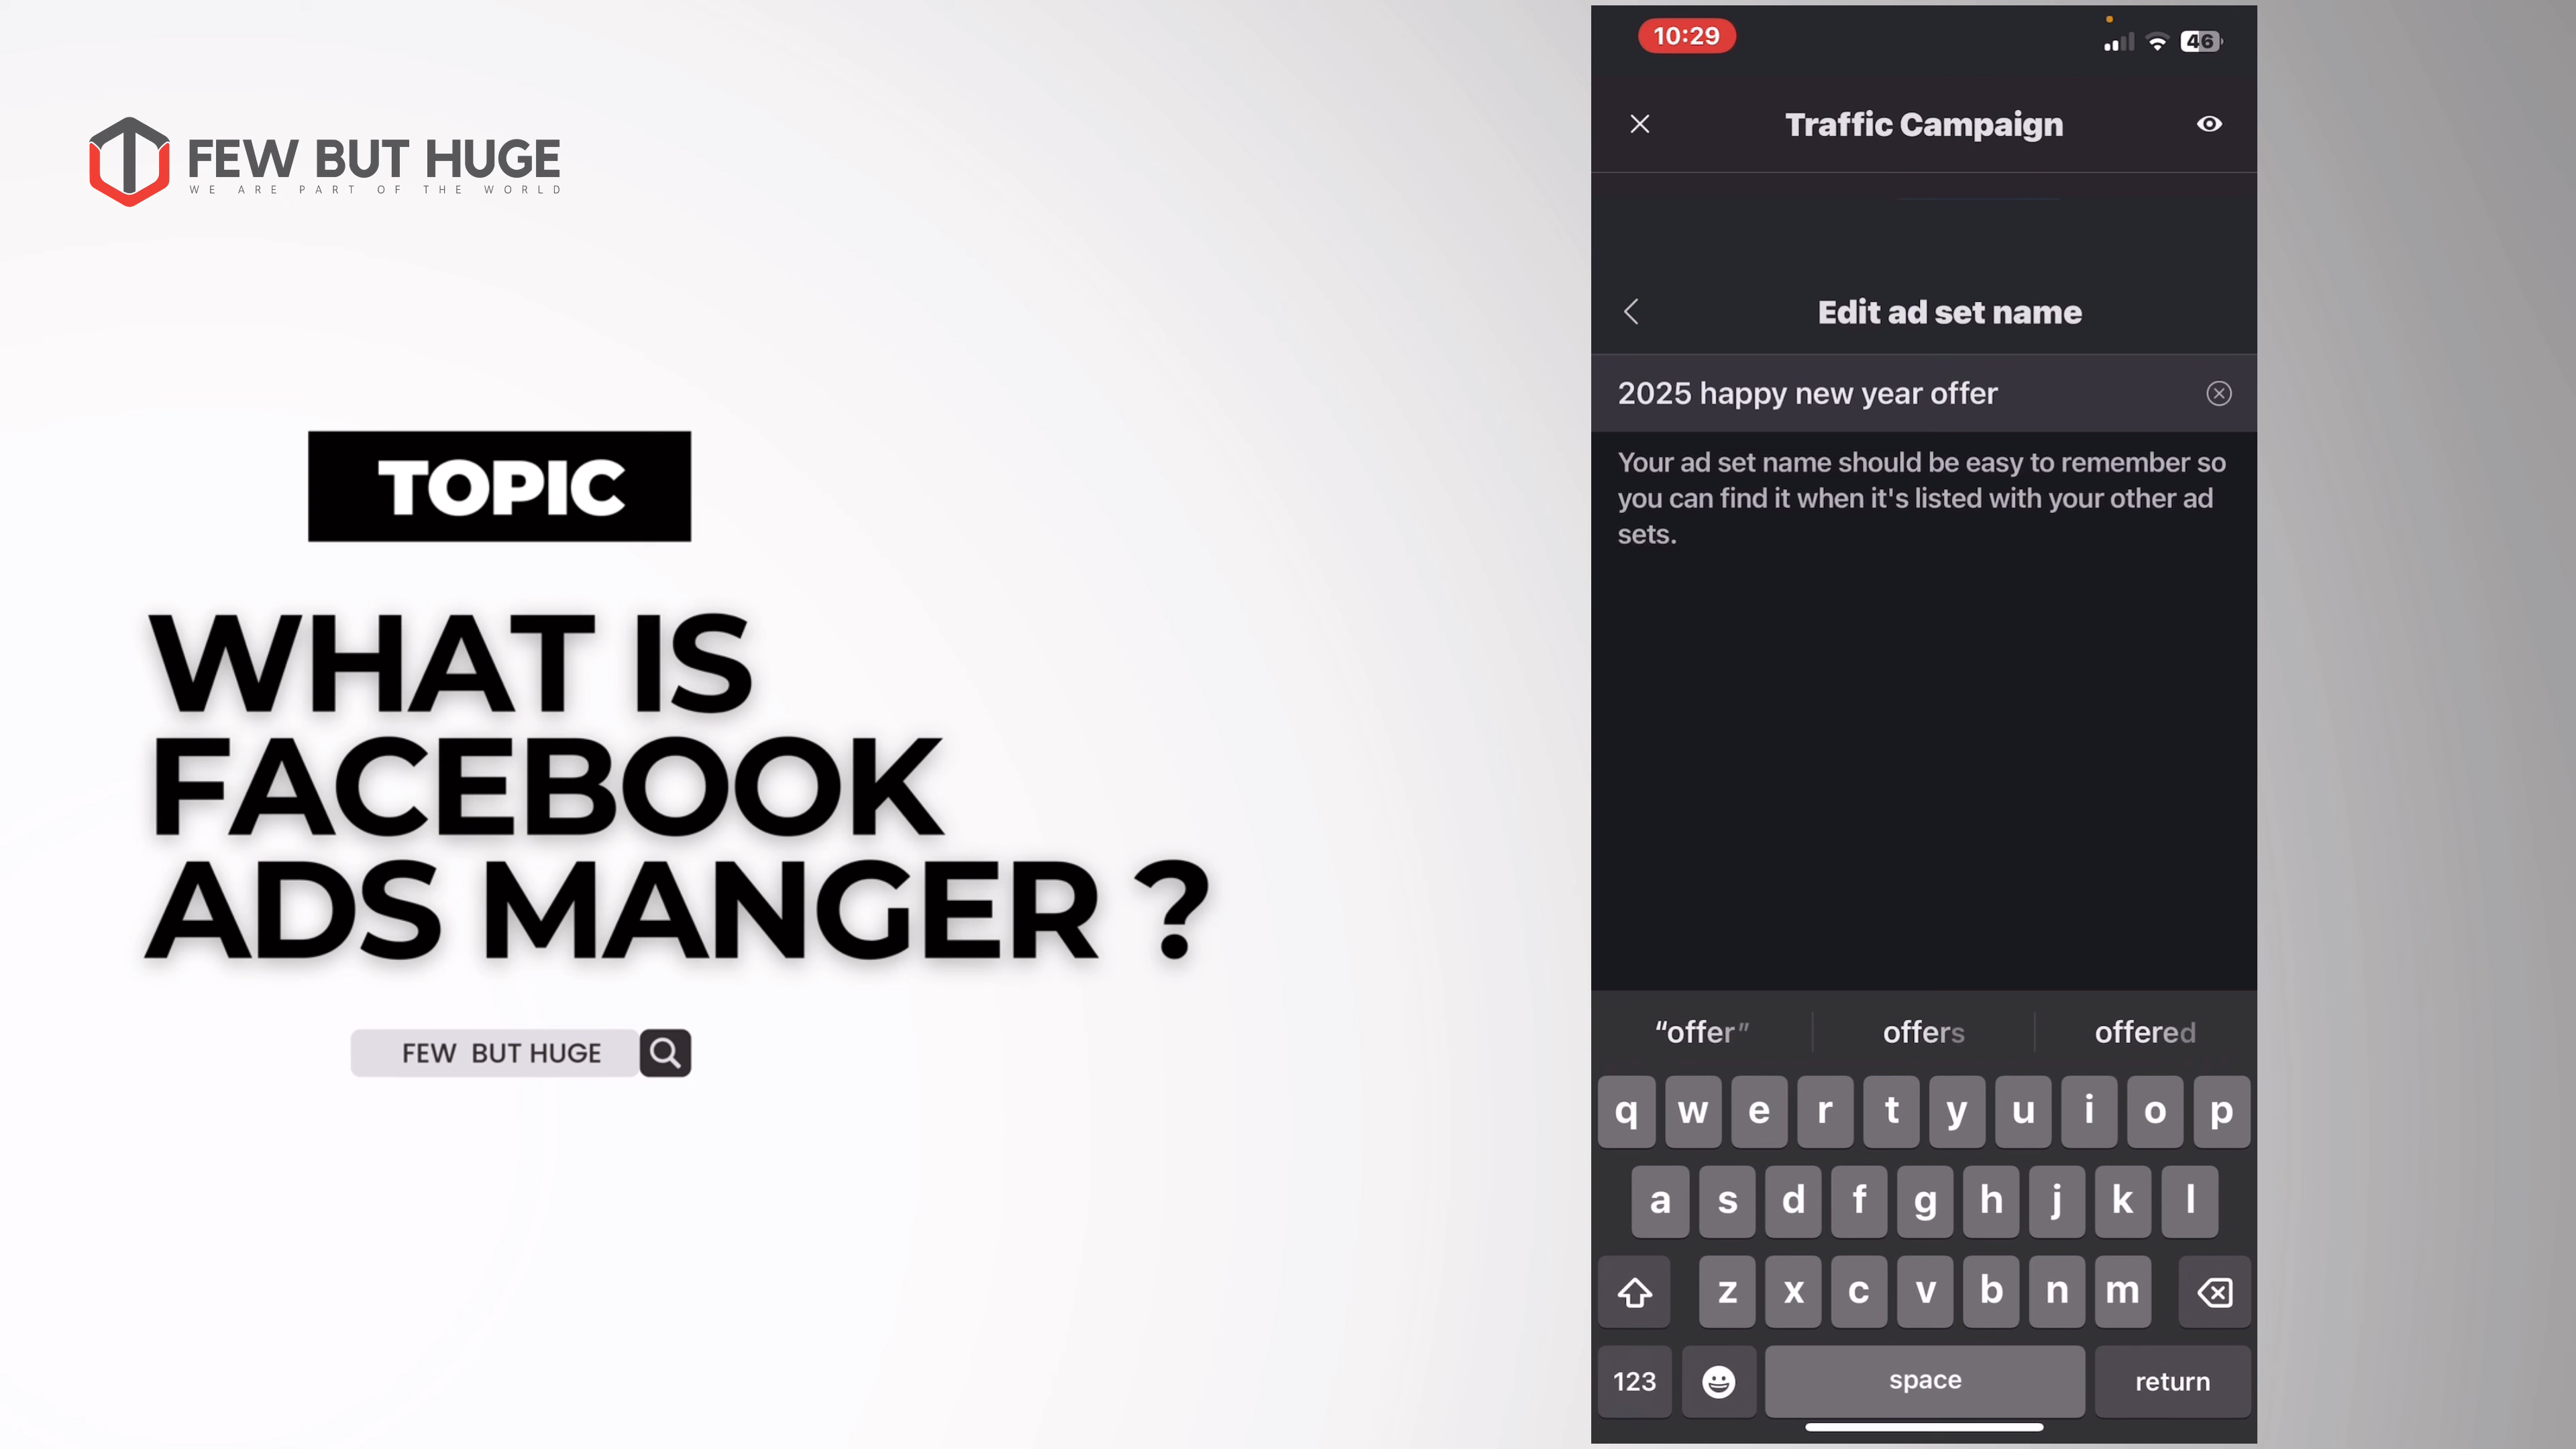 FEW BUT HUGE
WE ARE PART OF THE WORLD
TOPIC
WHAT IS
FACEBOOK
ADS MANGER ?
FEW BUT HUGE
10:29
46
Traffic Campaign
Edit ad set name
2025 happy new year offer
Your ad set name should be easy to remember so
you can find it when it's listed with your other ad
sets.
“offer” offers offered
q w e r t y u i o p
a s d f g h j k l
z x c v b n m
123 space return